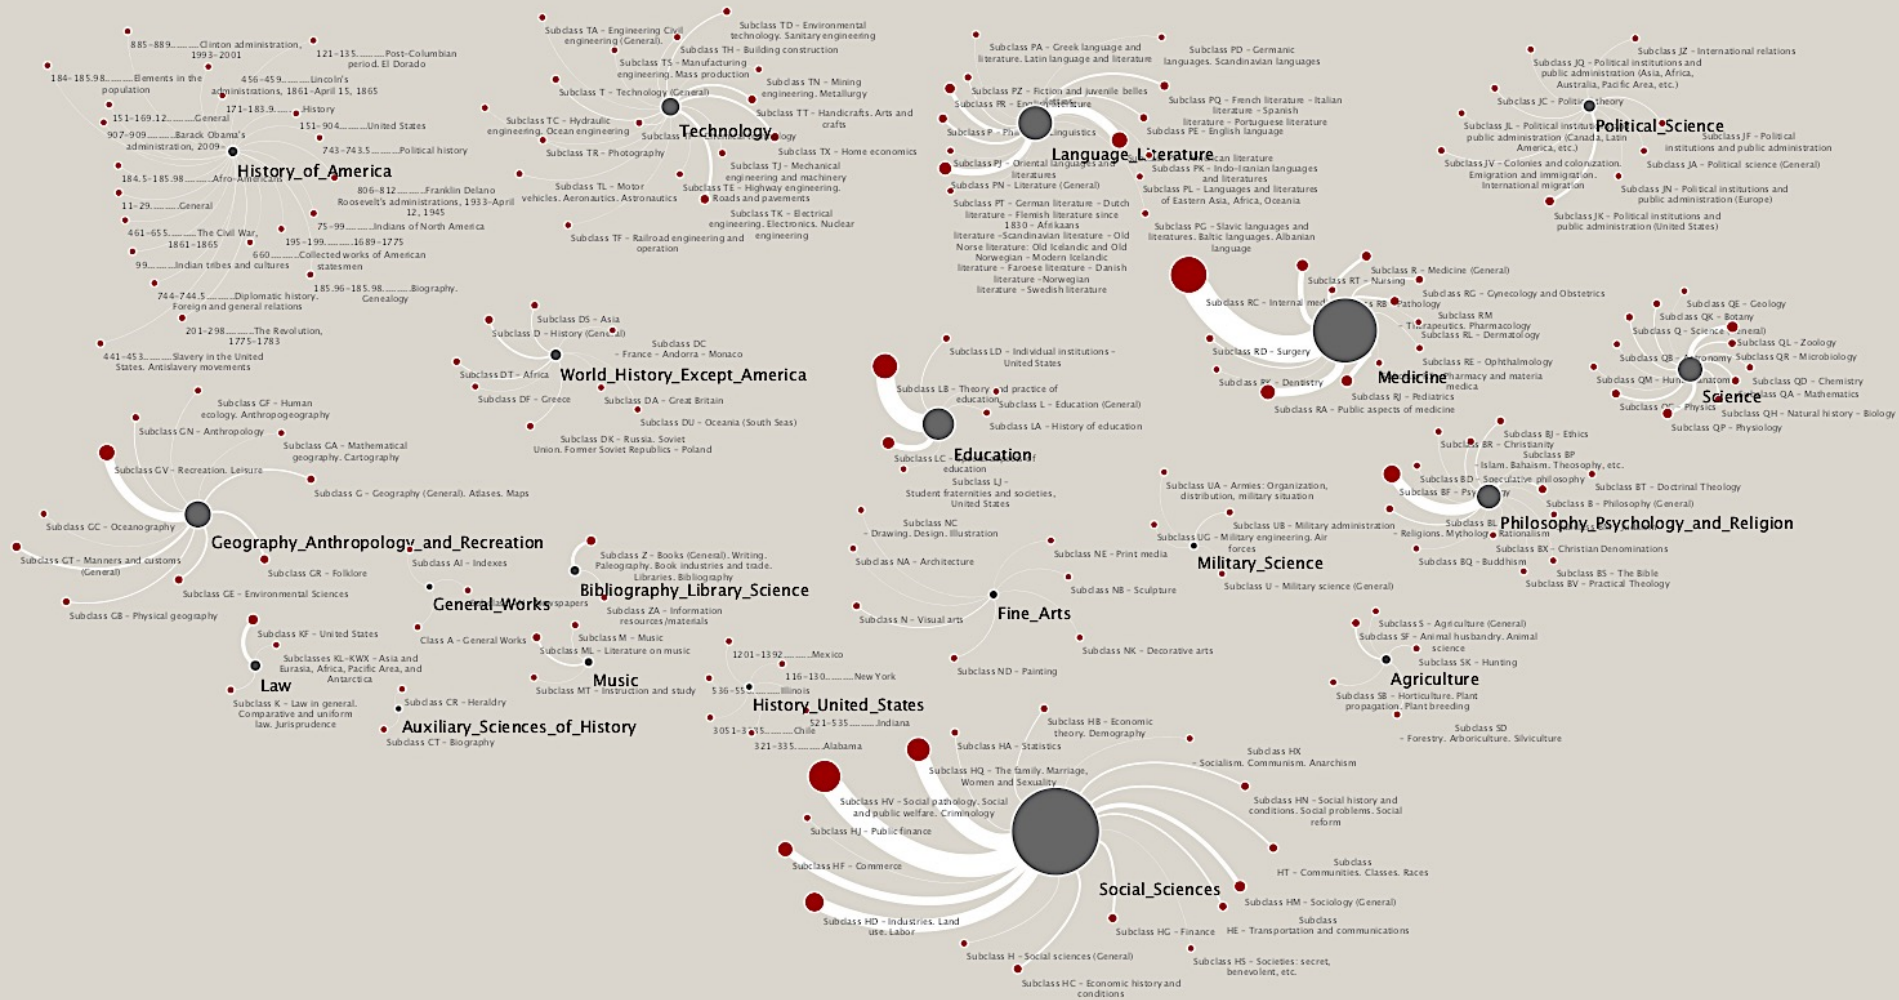 885-889..........Clinton administration,
1993-2001
121-135..........Post-Columbian
period. El Dorado
184-185.98..........Elements in the
population
456-459..........Lincoln's
administrations, 1861-April 15, 1865
171-183.9..........History
151-169.12..........General
151-904..........United States
907-909..........Barack Obama's
administration, 2009-
743-743.5..........Political history
History_of_America
184.5-185.98..........Afro-Americans
806-812..........Franklin Delano
Roosevelt's administrations, 1933-April
12, 1945
11-29..........General
75-99..........Indians of North America
461-655..........The Civil War,
1861-1865
195-199..........1689-1775
660..........Collected works of American
statesmen
99..........Indian tribes and cultures
185.96-185.98..........Biography.
Genealogy
744-744.5..........Diplomatic history.
Foreign and general relations
201-298..........The Revolution,
1775-1783
441-453..........Slavery in the United
States. Antislavery movements
Subclass TA - Engineering Civil
engineering (General).
Subclass TD - Environmental
technology. Sanitary engineering
Subclass TH - Building construction
Subclass TS - Manufacturing
engineering. Mass production
Subclass TN - Mining
engineering. Metallurgy
Subclass T - Technology (General)
Subclass TT - Handicrafts. Arts and
crafts
Subclass TC - Hydraulic
engineering. Ocean engineering
Technology
Subclass TR - Photography
Subclass TX - Home economics
Subclass TJ - Mechanical
engineering and machinery
Subclass TL - Motor
vehicles. Aeronautics. Astronautics
Subclass TE - Highway engineering.
Roads and pavements
Subclass TK - Electrical
engineering. Electronics. Nuclear
engineering
Subclass TF - Railroad engineering and
operation
Subclass PA - Greek language and
literature. Latin language and literature
Subclass PD - Germanic
languages. Scandinavian languages
Subclass PZ - Fiction and juvenile belles
Subclass PR - English literature
Subclass PQ - French literature - Italian
literature - Spanish
literature - Portuguese literature
Subclass PE - English language
Language_Literature
Subclass PJ - Oriental languages and
literatures
Subclass PK - Indo-Iranian languages
and literatures
Subclass PN - Literature (General)
Subclass PL - Languages and literatures
of Eastern Asia, Africa, Oceania
Subclass PT - German literature - Dutch
literature - Flemish literature since
1830 - Afrikaans
literature -Scandinavian literature - Old
Norse literature: Old Icelandic and Old
Norwegian - Modern Icelandic
literature - Faroese literature - Danish
literature -Norwegian
literature - Swedish literature
Subclass PG - Slavic languages and
literatures. Baltic languages. Albanian
language
Subclass JZ - International relations
Subclass JQ - Political institutions and
public administration (Asia, Africa,
Australia, Pacific Area, etc.)
Subclass JC - Political theory
Political_Science
Subclass JL - Political institutions and
public administration (Canada, Latin
America, etc.)
Subclass JF - Political
institutions and public administration
Subclass JV - Colonies and colonization.
Emigration and immigration.
International migration
Subclass JA - Political science (General)
Subclass JN - Political institutions and
public administration (Europe)
Subclass JK - Political institutions and
public administration (United States)
Subclass DS - Asia
Subclass D - History (General)
Subclass DC
- France - Andorra - Monaco
Subclass DT - Africa
World_History_Except_America
Subclass DF - Greece
Subclass DA - Great Britain
Subclass DU - Oceania (South Seas)
Subclass DK - Russia. Soviet
Union. Former Soviet Republics - Poland
Subclass LD - Individual institutions -
United States
Subclass LB - Theory and practice of
education
Subclass L - Education (General)
Subclass LA - History of education
Education
education
Subclass LJ -
Student fraternities and societies,
United States
Subclass R - Medicine (General)
Subclass RT - Nursing
Subclass RG - Gynecology and Obstetrics
Pathology
Subclass RM
- Therapeutics. Pharmacology
Subclass RL - Dermatology
Subclass RD - Surgery
Subclass RE - Ophthalmology
Medicine
medica
Subclass RK - Dentistry
Subclass RJ - Pediatrics
Subclass RA - Public aspects of medicine
Subclass QE - Geology
Subclass QK - Botany
Subclass Q - Science (General)
Subclass QL - Zoology
Subclass QR - Microbiology
Subclass QD - Chemistry
Subclass QA - Mathematics
Science
Subclass QH - Natural history - Biology
Subclass QP - Physiology
Subclass GF - Human
ecology. Anthropogeography
Subclass GN - Anthropology
Subclass GA - Mathematical
geography. Cartography
Subclass GV - Recreation. Leisure
Subclass G - Geography (General). Atlases. Maps
Subclass GC - Oceanography
Geography_Anthropology_and_Recreation
Subclass GT - Manners and customs
(General)
Subclass GR - Folklore
Subclass GE - Environmental Sciences
Subclass GB - Physical geography
Subclass BJ - Ethics
Subclass BR - Christianity
Subclass BP
- Islam. Bahaism. Theosophy, etc.
Subclass BD - Speculative philosophy
Subclass BT - Doctrinal Theology
Subclass BF - Psychology
Subclass B - Philosophy (General)
Subclass BL
- Religions. Mythology. Rationalism
Philosophy_Psychology_and_Religion
Subclass BX - Christian Denominations
Subclass BQ - Buddhism
Subclass BS - The Bible
Subclass BV - Practical Theology
Subclass UA - Armies: Organization,
distribution, military situation
Subclass UB - Military administration
Subclass UG - Military engineering. Air
forces
Military_Science
Subclass U - Military science (General)
Subclass NC
- Drawing. Design. Illustration
Subclass NE - Print media
Subclass NA - Architecture
Subclass NB - Sculpture
Fine_Arts
Subclass N - Visual arts
Subclass NK - Decorative arts
Subclass ND - Painting
Subclass AI - Indexes
General_Works
Class A - General Works
Subclass Z - Books (General). Writing.
Paleography. Book industries and trade.
Libraries. Bibliography
Bibliography_Library_Science
Subclass ZA - Information
resources/materials
Subclass KF - United States
Subclasses KL-KWX - Asia and
Eurasia, Africa, Pacific Area, and
Antarctica
Law
Subclass K - Law in general.
Comparative and uniform
law. Jurisprudence
Subclass CR - Heraldry
Auxiliary_Sciences_of_History
Subclass CT - Biography
Subclass M - Music
Subclass ML - Literature on music
Music
Subclass MT - Instruction and study
1201-1392..........Mexico
116-130..........New York
History_United_States
521-535..........Indiana
321-335..........Alabama
Subclass S - Agriculture (General)
Subclass SF - Animal husbandry. Animal
science
Subclass SK - Hunting
Agriculture
Subclass SB - Horticulture. Plant
propagation. Plant breeding
Subclass SD
- Forestry. Arboriculture. Silviculture
Subclass HB - Economic
theory. Demography
Subclass HA - Statistics
Subclass HX
- Socialism. Communism. Anarchism
Subclass HQ - The family. Marriage,
Women and Sexuality
Subclass HV - Social pathology. Social
and public welfare. Criminology
Subclass HN - Social history and
conditions. Social problems. Social
reform
Subclass HJ - Public finance
Subclass HF - Commerce
Subclass
HT - Communities. Classes. Races
Social_Sciences
Subclass HM - Sociology (General)
Subclass HD - Industries. Land
use. Labor
Subclass HG - Finance
Subclass
HE - Transportation and communications
Subclass H - Social sciences (General)
Subclass HS - Societies: secret,
benevolent, etc.
Subclass HC - Economic history and
conditions